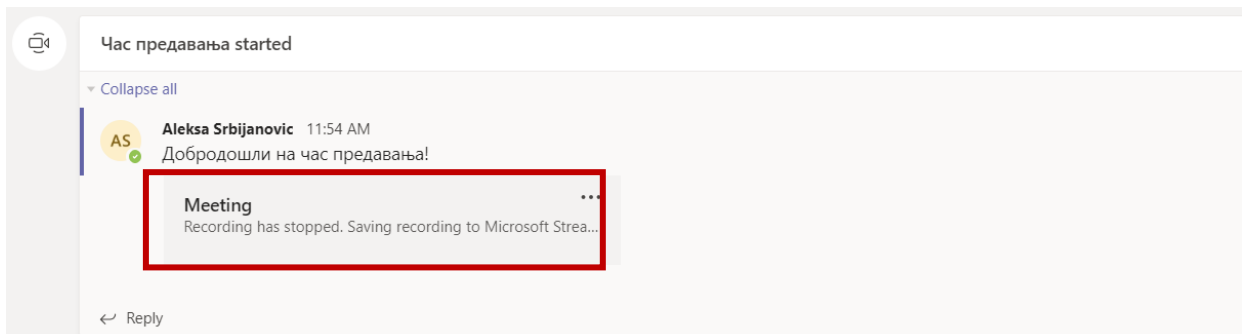 Час предавања started
Collapse all
AS
Aleksa Srbijanovic 11:54 AM
Добродошли на час предавања!
Meeting
Recording has stopped. Saving recording to Microsoft Strea...
Reply